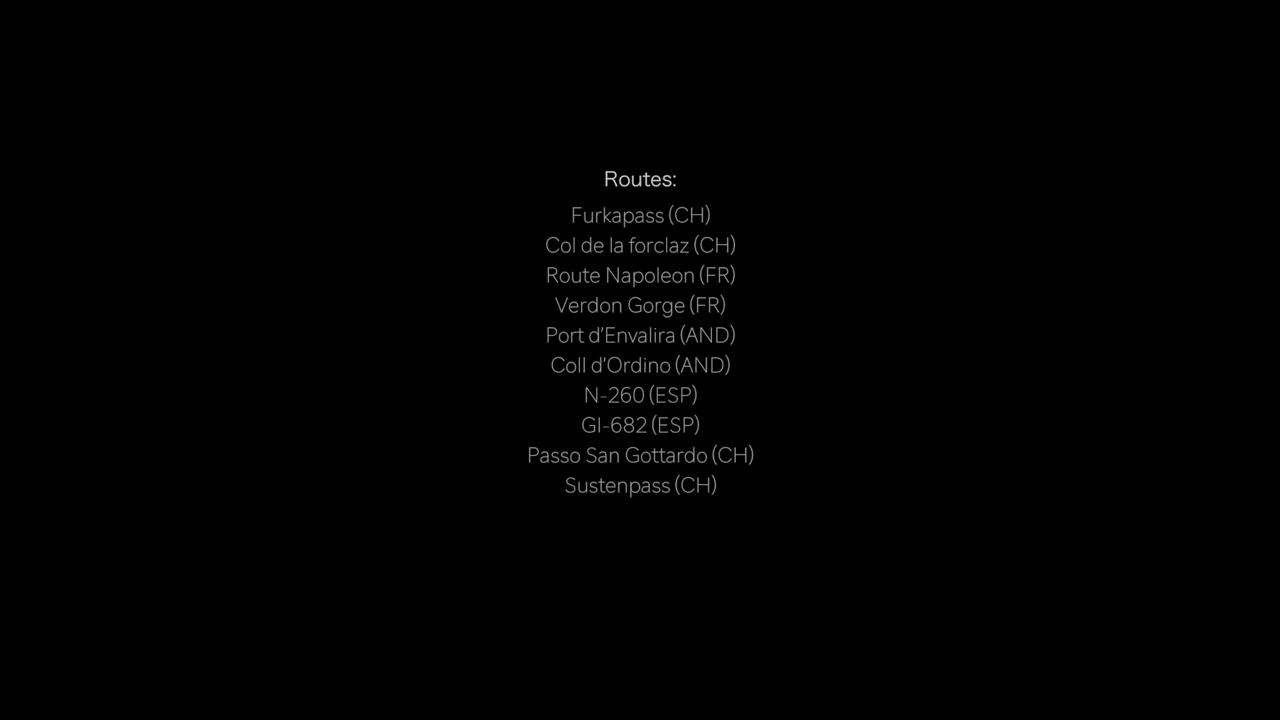 Routes:
Furkapass (CH)
Col de la forclaz (CH)
Route Napoleon (FR)
Verdon Gorge (FR)
Port d'Envalira (AND)
Coll d'Ordino (AND)
N-260 (ESP)
GI-682 (ESP)
Passo San Gottardo (CH)
Sustenpass (CH)